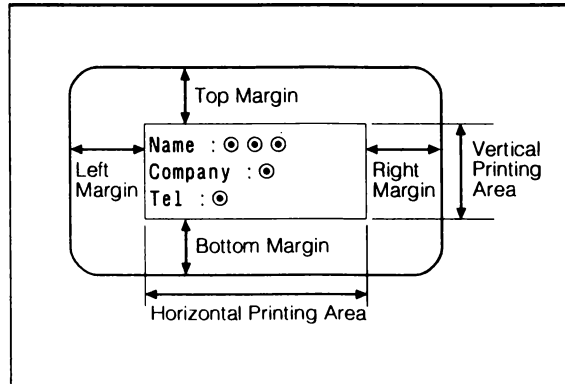 Top Margin
Name : ◉ ◉ ◉
Company : ◉
Tel : ◉
Left
Margin
Right
Margin
Vertical
Printing
Area
Bottom Margin
Horizontal Printing Area